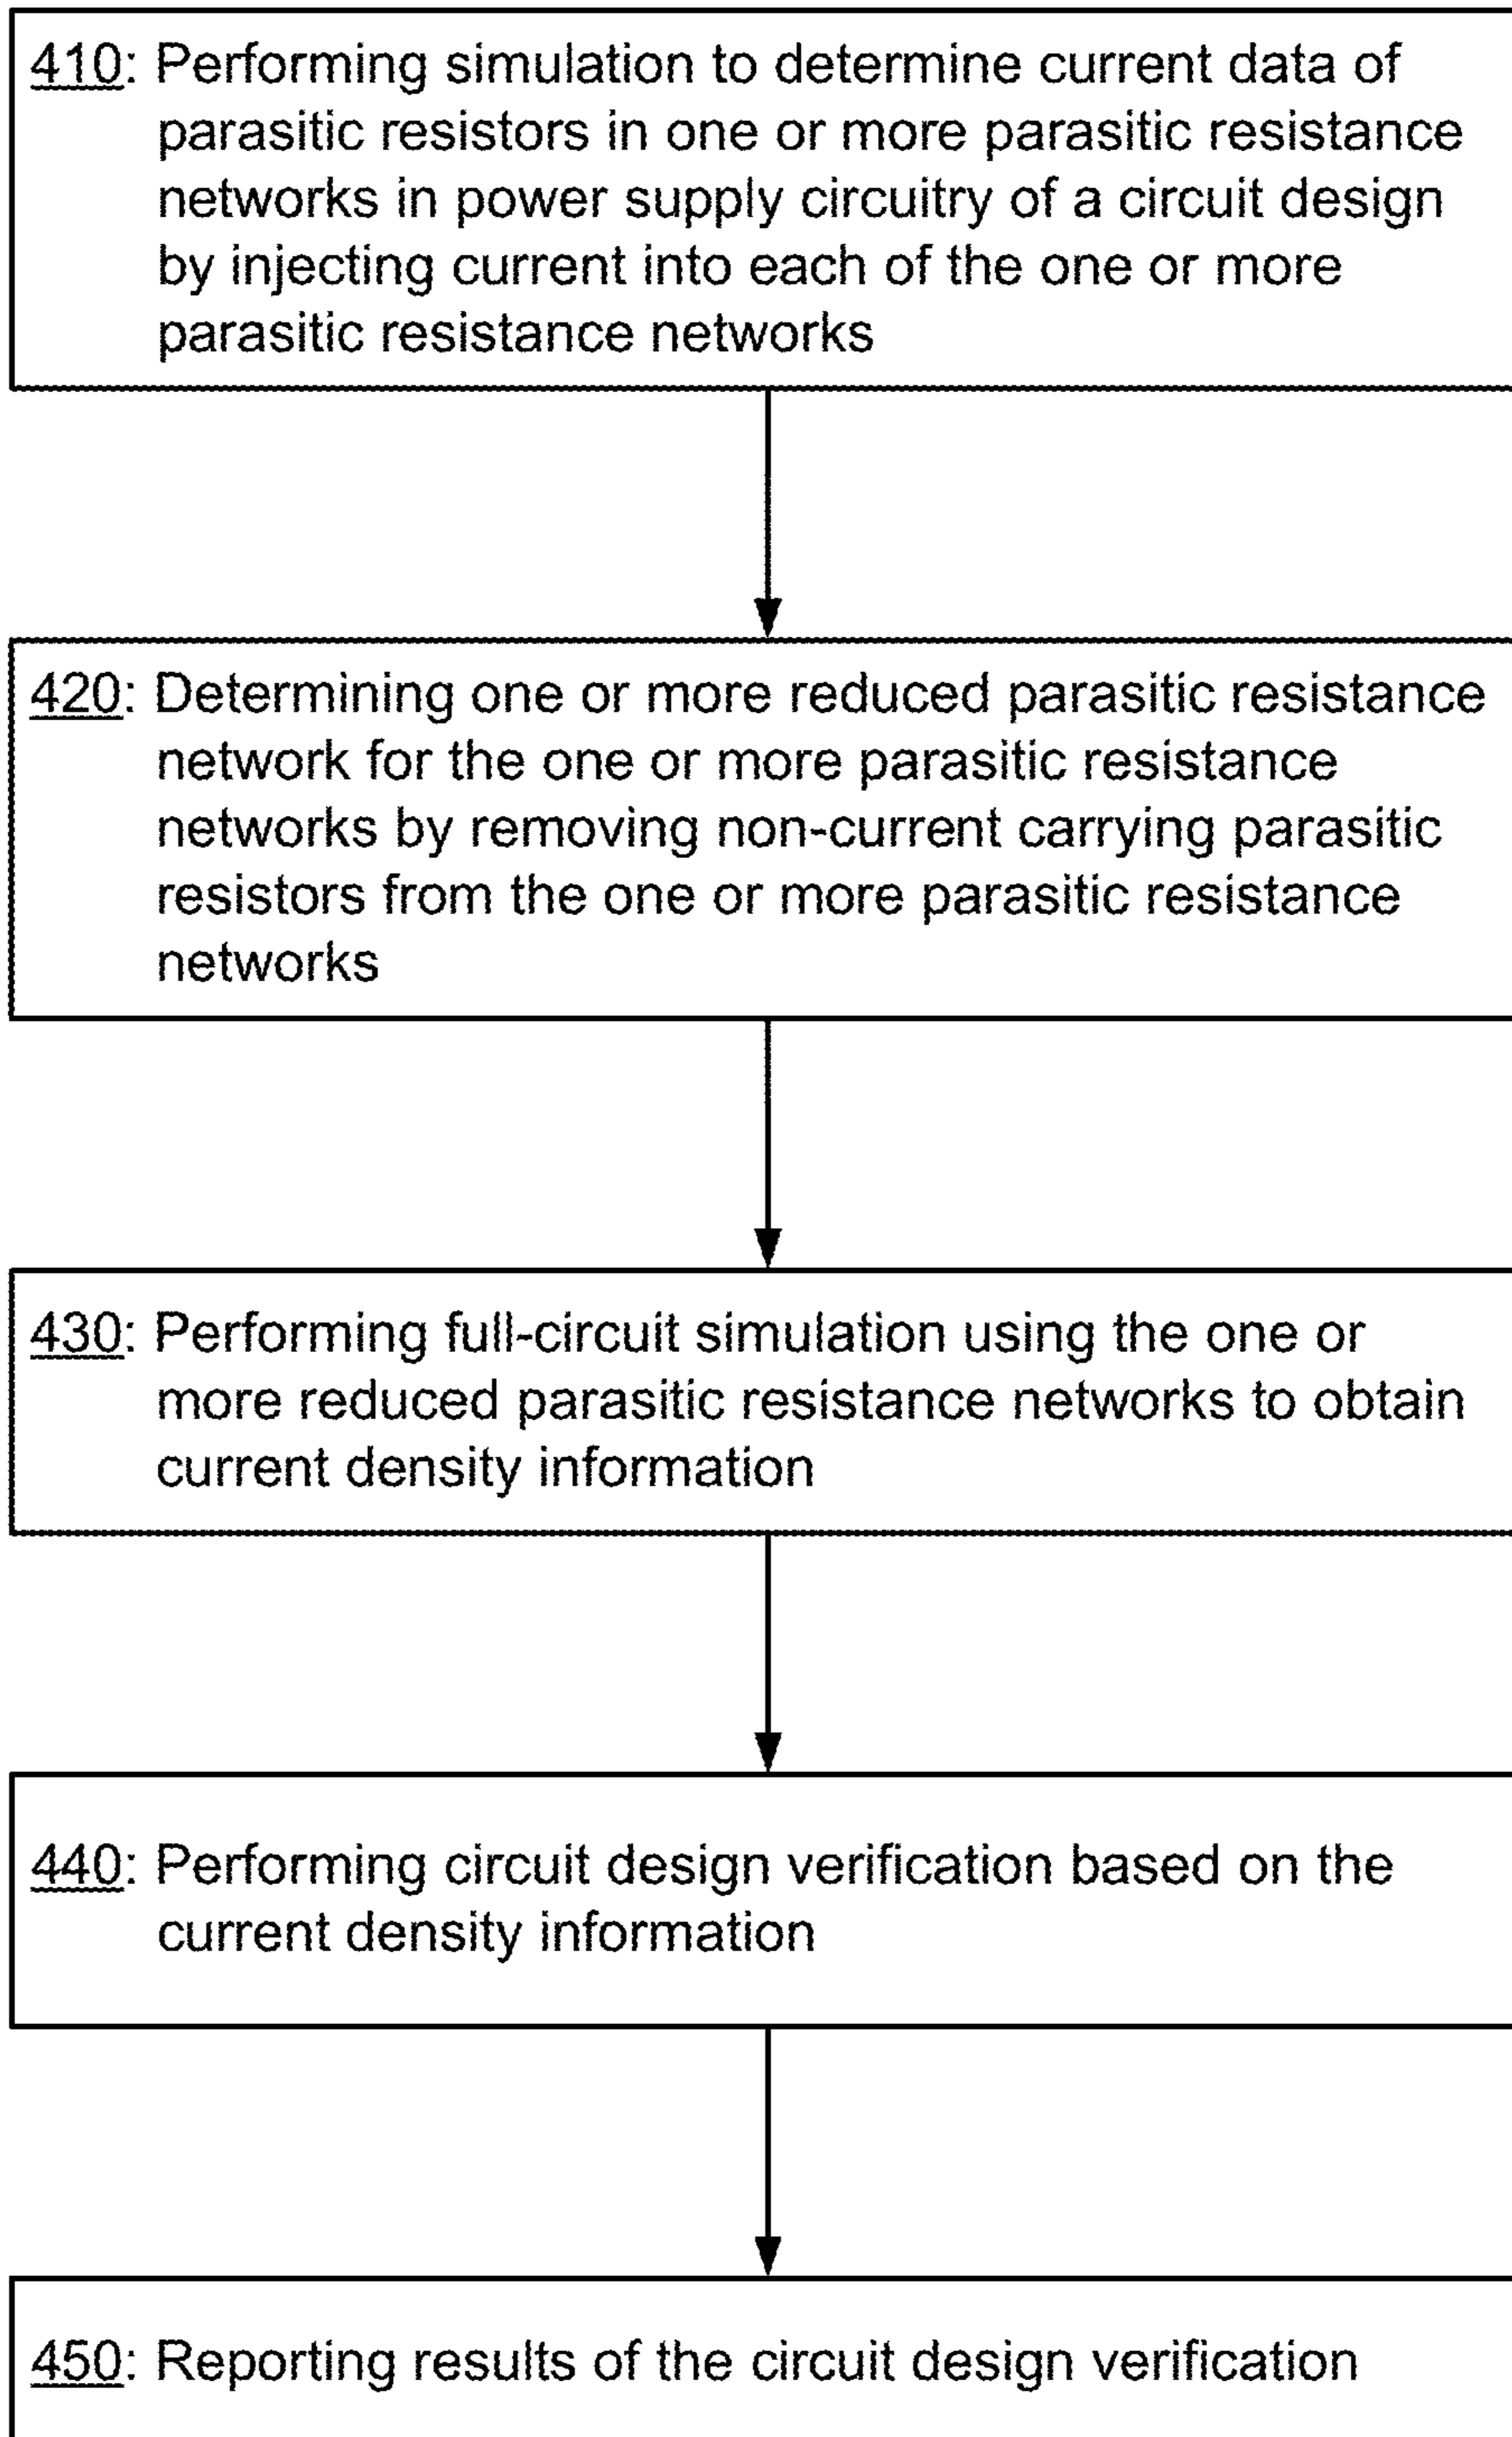 410: Performing simulation to determine current data of
parasitic resistors in one or more parasitic resistance
networks in power supply circuitry of a circuit design
by injecting current into each of the one or more
parasitic resistance networks
420: Determining one or more reduced parasitic resistance
network for the one or more parasitic resistance
networks by removing non-current carrying parasitic
resistors from the one or more parasitic resistance
networks
430: Performing full-circuit simulation using the one or
more reduced parasitic resistance networks to obtain
current density information
440: Performing circuit design verification based on the
current density information
450: Reporting results of the circuit design verification